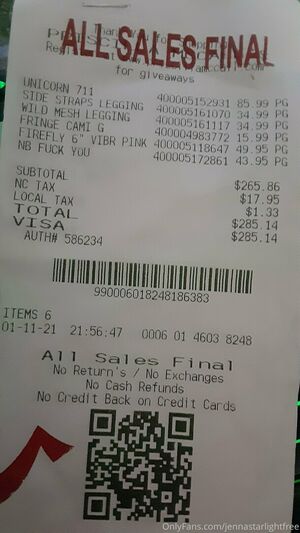 ALL SALES FINAL
for giveaways
UNICORN 711 400005152931 85.99 PG
SIDE STRAPS LEGGING 400005161070 34.99 PG
WILD MESH LEGGING 400005161117 34.99 PG
FRINGE CAMI G 400004983772 15.99 PG
FIREFLY 6" VIBR PINK 400005118647 49.95 PG
NB FUCK YOU 400005172861 43.95 PG
SUBTOTAL $265.86
NC TAX $17.95
LOCAL TAX $1.33
TOTAL $285.14
VISA $285.14
AUTH# 586234
990006018248186383
ITEMS 6
01-11-21 21:56:47 0006 01 4603 8248
All Sales Final
No Return's / No Exchanges
No Cash Refunds
No Credit Back on Credit Cards
OnlyFans.com/jennastarlightfree